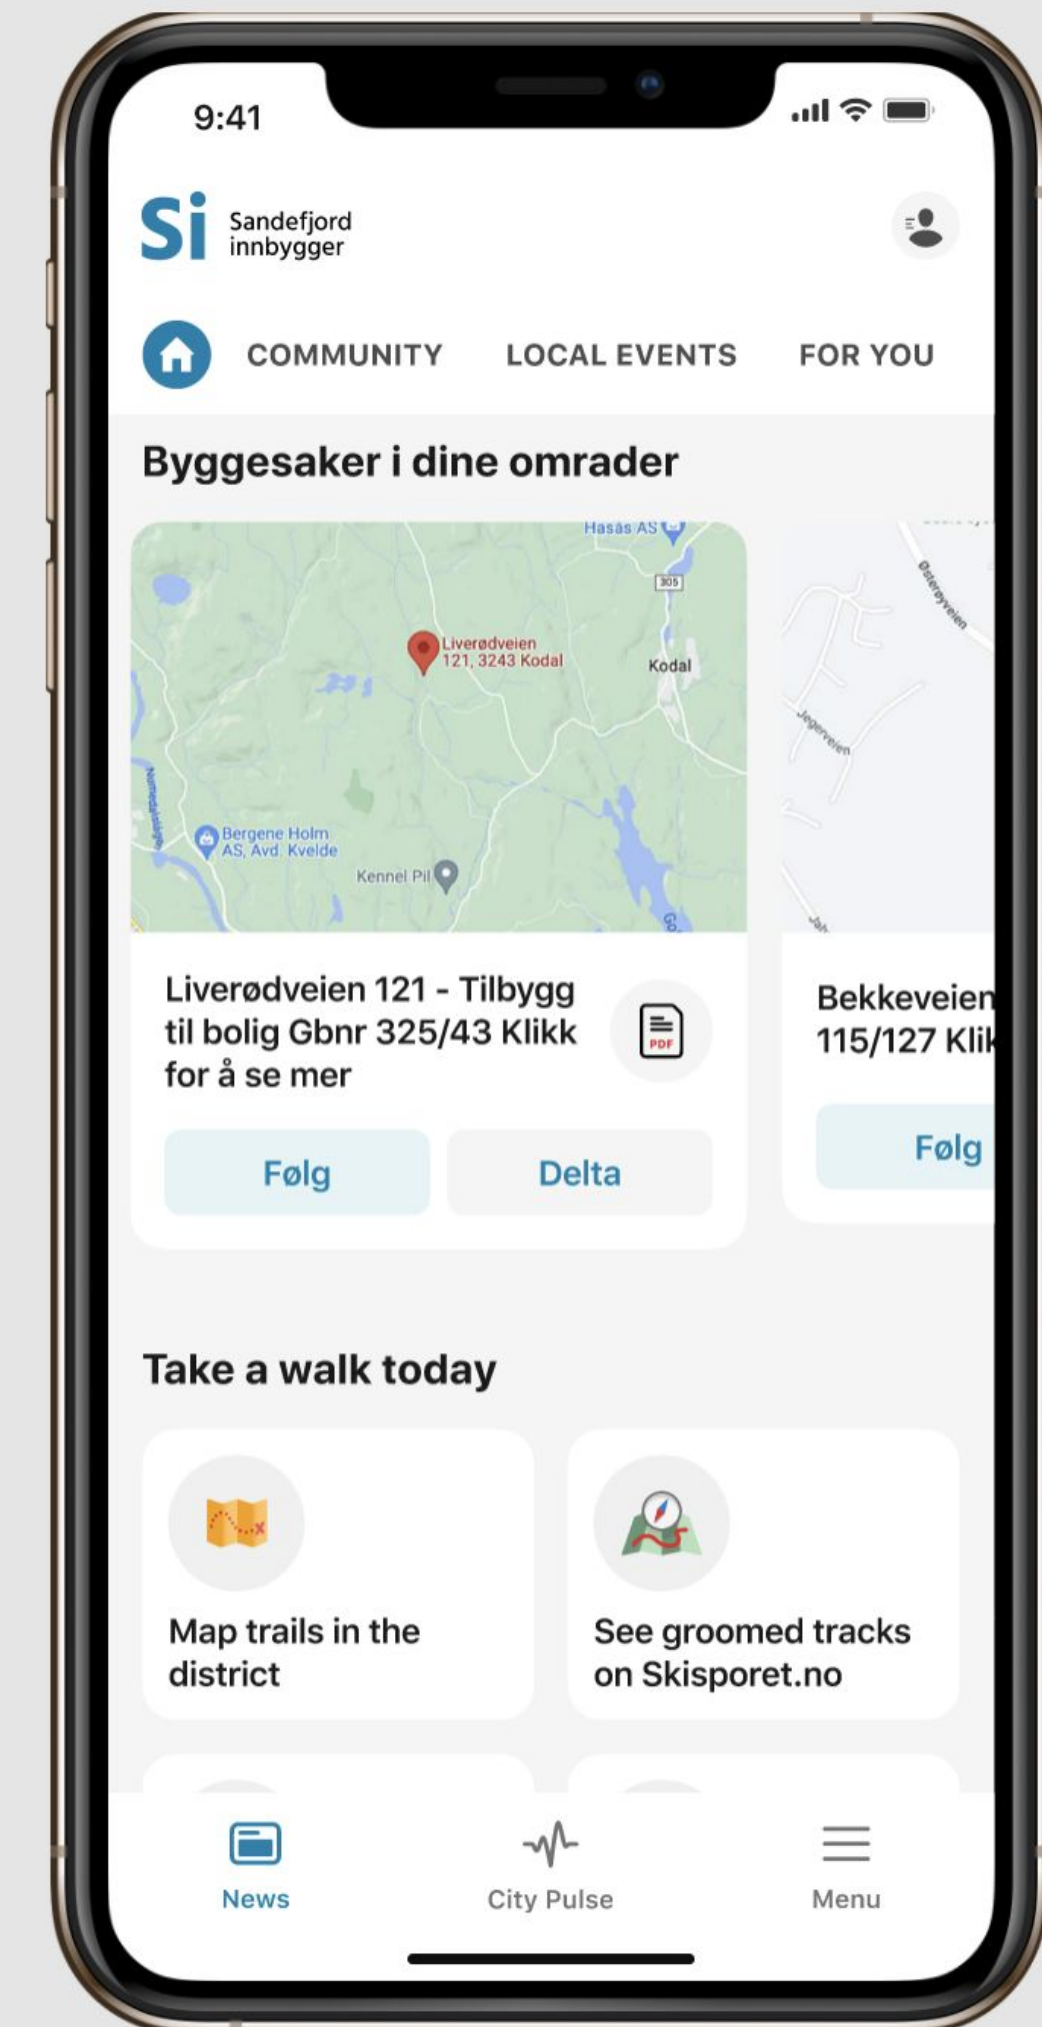 9:41
Si Sandefjord
innbygger
COMMUNITY LOCAL EVENTS FOR YOU
Byggesaker i dine omrader
Hasås AS
305
Liverødveien
121, 3243 Kodal
Kodal
Bergene Holm
AS, Avd. Kvelde
Kennel Pil
Østerøyveien
Jegerveien
Liverødveien 121 - Tilbygg
til bolig Gbnr 325/43 Klikk
for å se mer
PDF
Følg
Delta
Bekkeveien
115/127 Klik
Følg
Take a walk today
Map trails in the
district
See groomed tracks
on Skisporet.no
News
City Pulse
Menu